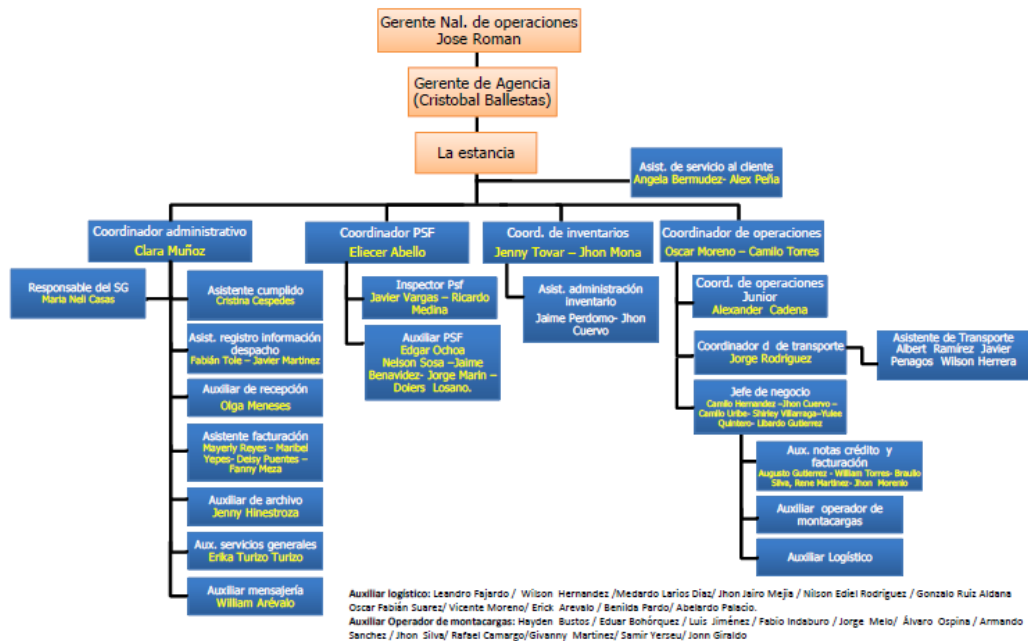 Gerente Nal. de operaciones
Jose Roman
Gerente de Agencia
(Cristobal Ballestas)
La estancia
Asist. de servicio al cliente
Angela Bermudez- Alex Peña
Coordinador administrativo
Clara Muñoz
Coordinador PSF
Eliecer Abello
Coord. de inventarios
Jenny Tovar – Jhon Mona
Coordinador de operaciones
Oscar Moreno – Camilo Torres
Responsable del SG
Maria Neli Casas
Asistente cumplido
Cristina Cespedes
Asist. registro información
despacho
Fabián Tole – Javier Martinez
Auxiliar de recepción
Olga Meneses
Asistente facturación
Mayerly Reyes - Maribel
Yepes- Deisy Puentes –
Fanny Meza
Auxiliar de archivo
Jenny Hinestroza
Aux. servicios generales
Erika Turizo Turizo
Auxiliar mensajería
William Arévalo
Inspector Psf
Javier Vargas – Ricardo
Medina
Auxiliar PSF
Edgar Ochoa
Nelson Sosa –Jaime
Benavidez- Jorge Marin –
Doiers Losano.
Asist. administración
inventario
Jaime Perdomo- Jhon
Cuervo
Coord. de operaciones
Junior
Alexander Cadena
Coordinador d de transporte
Jorge Rodriguez
Asistente de Transporte
Albert Ramírez Javier
Penagos Wilson Herrera
Jefe de negocio
Camilo Hernandez –Jhon Cuervo –
Camilo Uribe- Shirley Villarraga–Yulee
Quintero- Libardo Gutierrez
Aux. notas crédito y
facturación
Augusto Gutierrez - William Torres- Braulio
Silva, Rene Martinez- Jhon Morenio
Auxiliar operador de
montacargas
Auxiliar Logístico
Auxiliar logístico: Leandro Fajardo / Wilson Hernandez /Medardo Larios Díaz/ Jhon Jairo Mejía / Nilson Ediel Rodríguez / Gonzalo Ruiz Aldana
Oscar Fabián Suarez/ Vicente Moreno/ Erick Arevalo / Benilda Pardo/ Abelardo Palacio.
Auxiliar Operador de montacargas: Hayden Bustos / Eduar Bohórquez / Luis Jiménez / Fabio Indaburo / Jorge Melo/ Álvaro Ospina / Armando
Sanchez / Jhon Silva/ Rafael Camargo/Givanny Martinez/ Samir Yerseu/ Jonn Giraldo